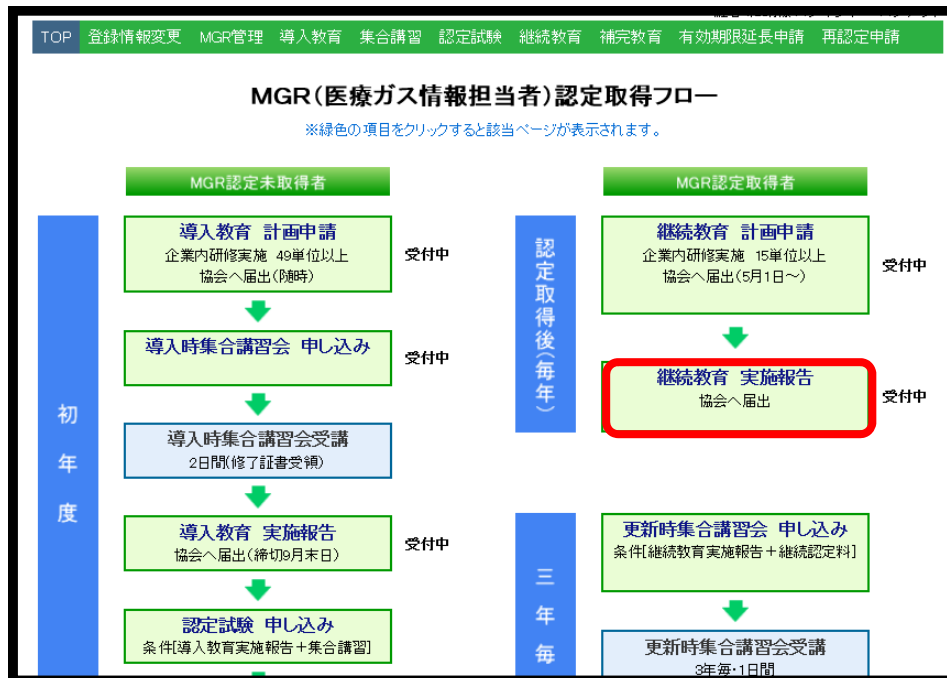 TOP 登録情報変更 MGR管理 導入教育 集合講習 認定試験 継続教育 補完教育 有効期限延長申請 再認定申請
MGR(医療ガス情報担当者)認定取得フロー
※緑色の項目をクリックすると該当ページが表示されます。
MGR認定未取得者
初年度
導入教育 計画申請
企業内研修実施 49単位以上
協会へ届出(随時)
受付中
導入時集合講習会 申し込み
受付中
導入時集合講習会受講
2日間(修了証書受領)
導入教育 実施報告
協会へ届出(締切9月末日)
受付中
認定試験 申し込み
条件[導入教育実施報告+集合講習]
MGR認定取得者
認定取得後(毎年)
継続教育 計画申請
企業内研修実施 15単位以上
協会へ届出(5月1日~)
受付中
継続教育 実施報告
協会へ届出
受付中
三年毎
更新時集合講習会 申し込み
条件[継続教育実施報告+継続認定料]
更新時集合講習会受講
3年毎・1日間